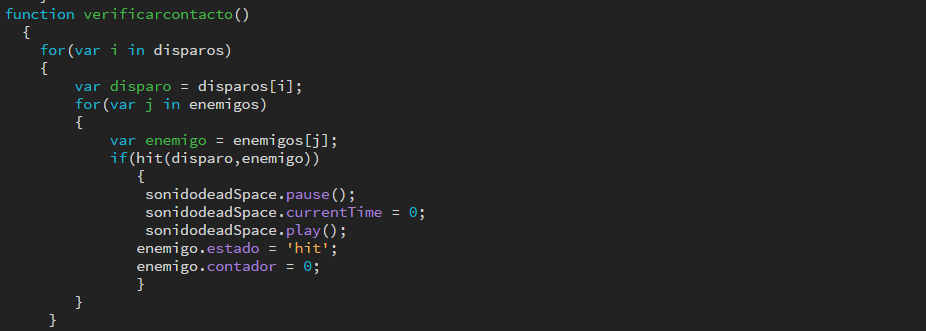 function verificarcontacto()
{
for(var i in disparos)
{
var disparo = disparos[i];
for(var j in enemigos)
{
var enemigo = enemigos[j];
if(hit(disparo,enemigo))
{
sonidodeadSpace.pause();
sonidodeadSpace.currentTime = 0;
sonidodeadSpace.play();
enemigo.estado = 'hit';
enemigo.contador = 0;
}
}
}